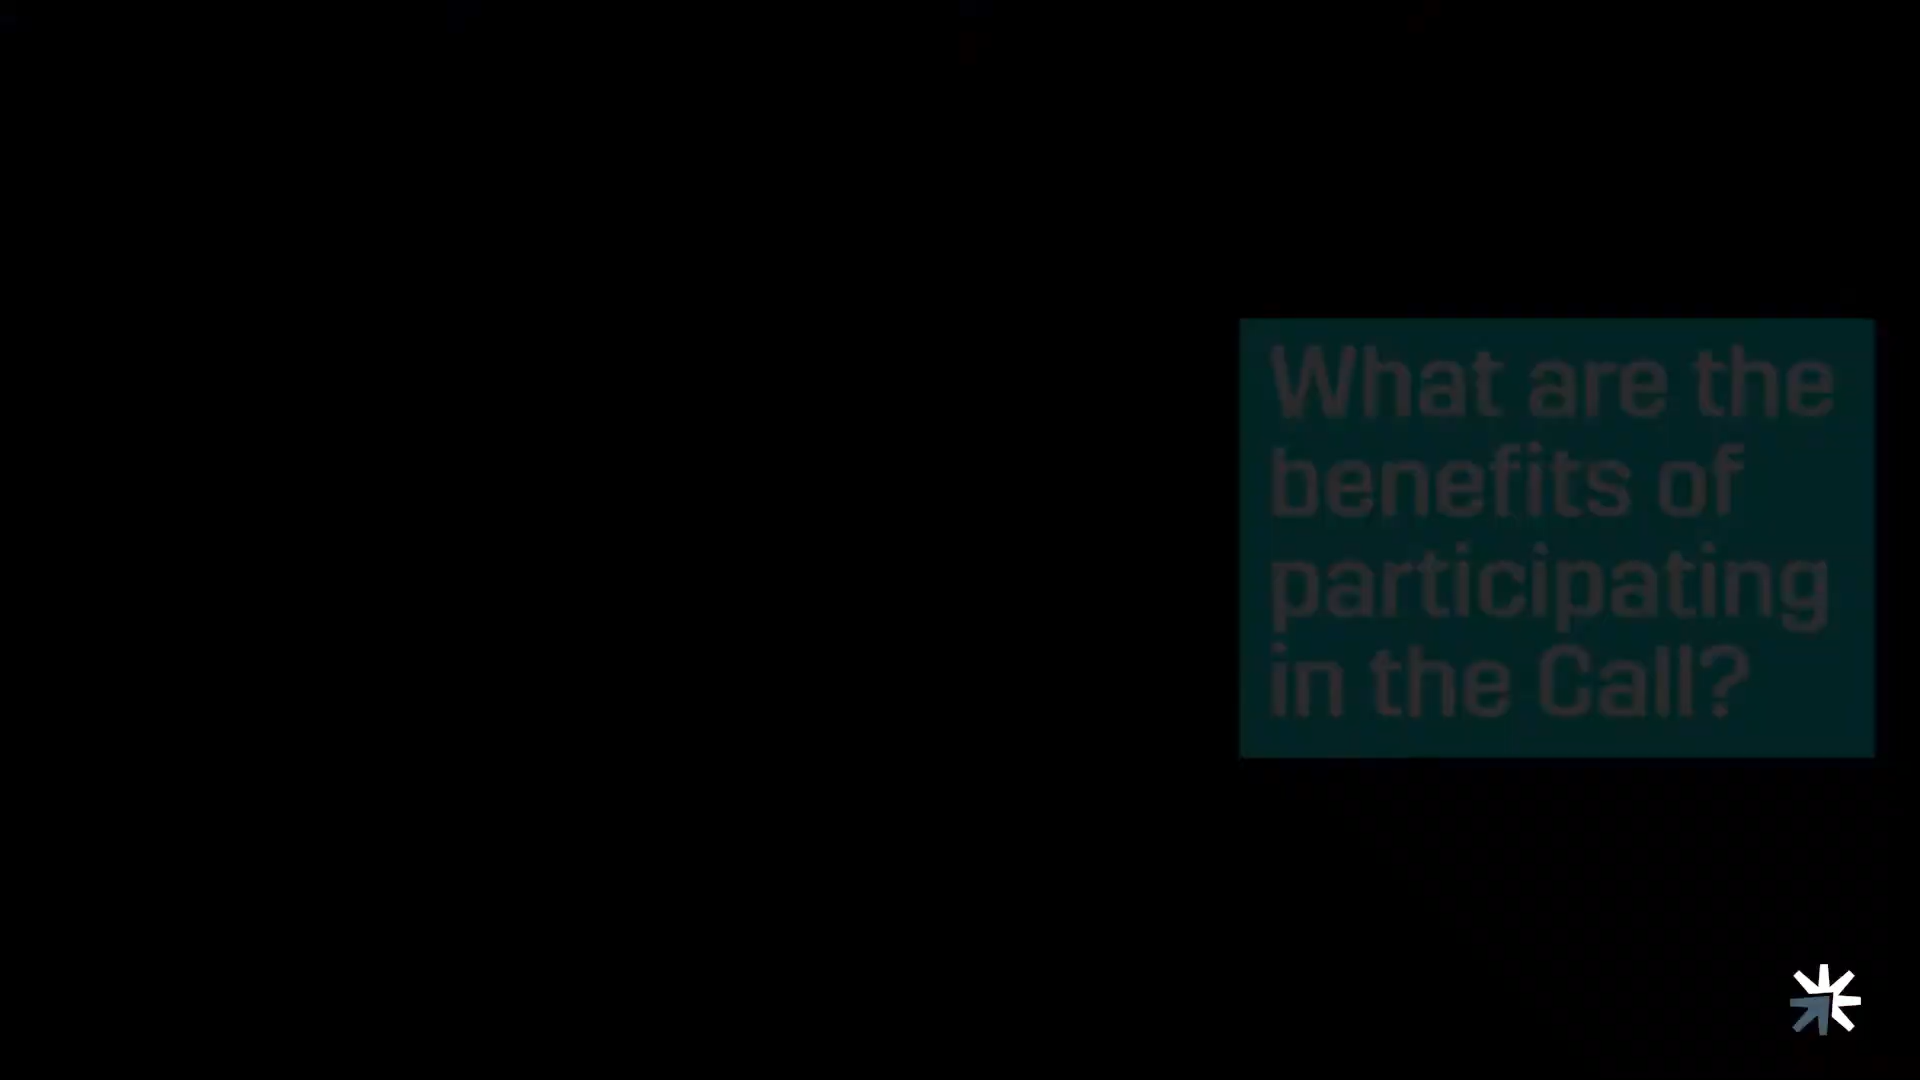 What are the
benefits of
participating
in the Call?